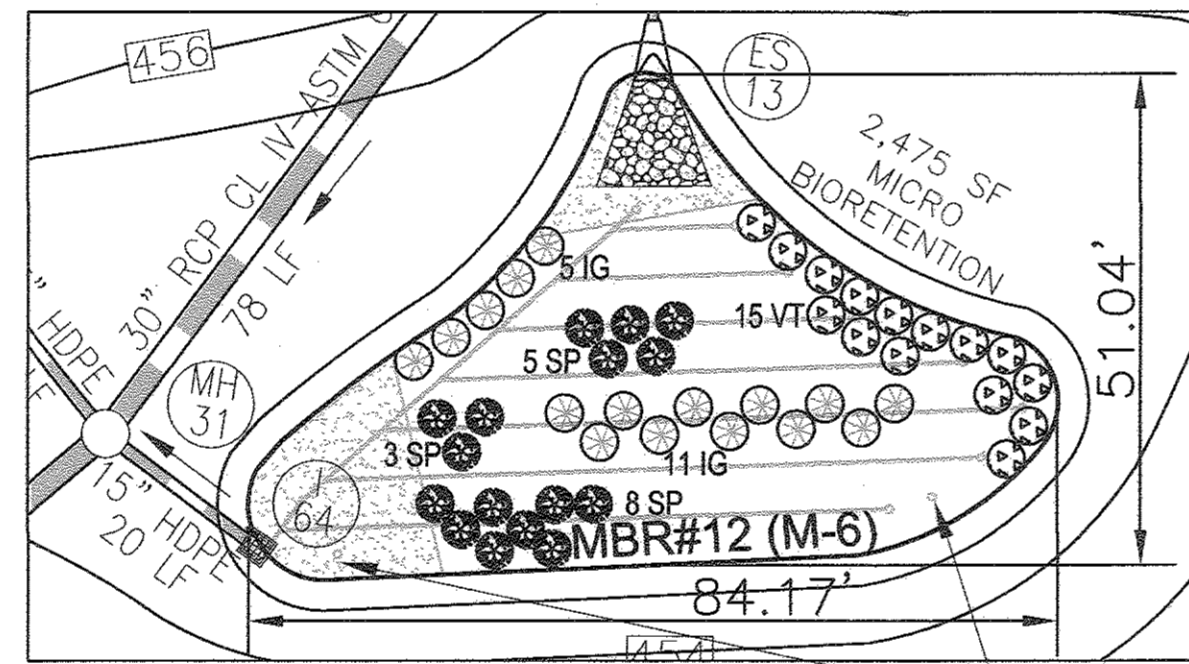 456
30" RCP CL IV-ASTM
78 LF
ES
13
2,475 SF
MICRO
BIORETENTION
51.04'
5 IG
15 VT
5 SP
" HDPE
MH
31
3 SP
11 IG
I
64
8 SP
15" HDPE
20 LF
MBR#12 (M-6)
84.17'
454